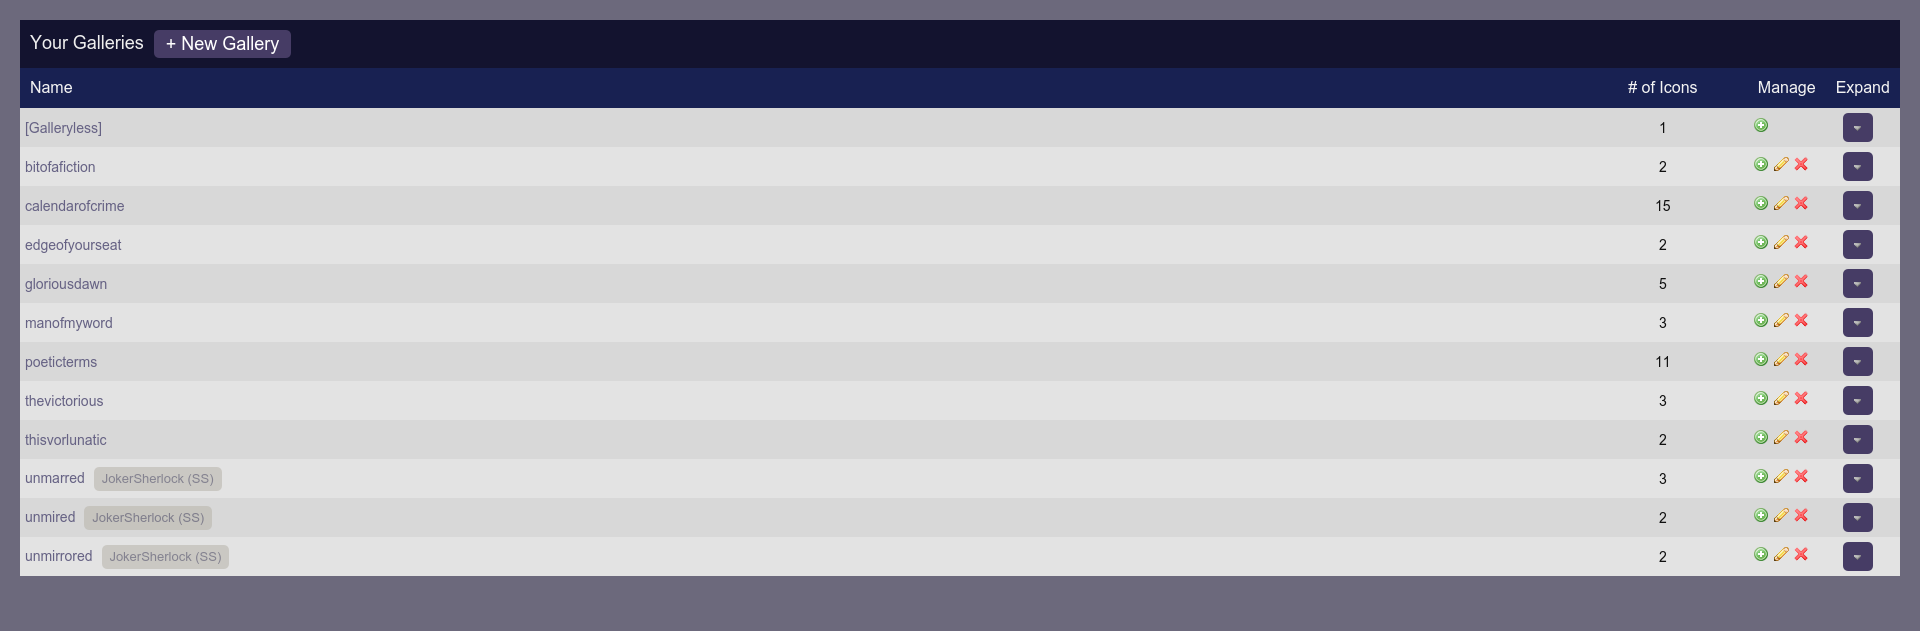 Your Galleries + New Gallery
Name # of Icons Manage Expand
[Galleryless] 1
bitofafiction 2
calendarofcrime 15
edgeofyourseat 2
gloriousdawn 5
manofmyword 3
poeticterms 11
thevictorious 3
thisvorlunatic 2
unmarred JokerSherlock (SS) 3
unmired JokerSherlock (SS) 2
unmirrored JokerSherlock (SS) 2